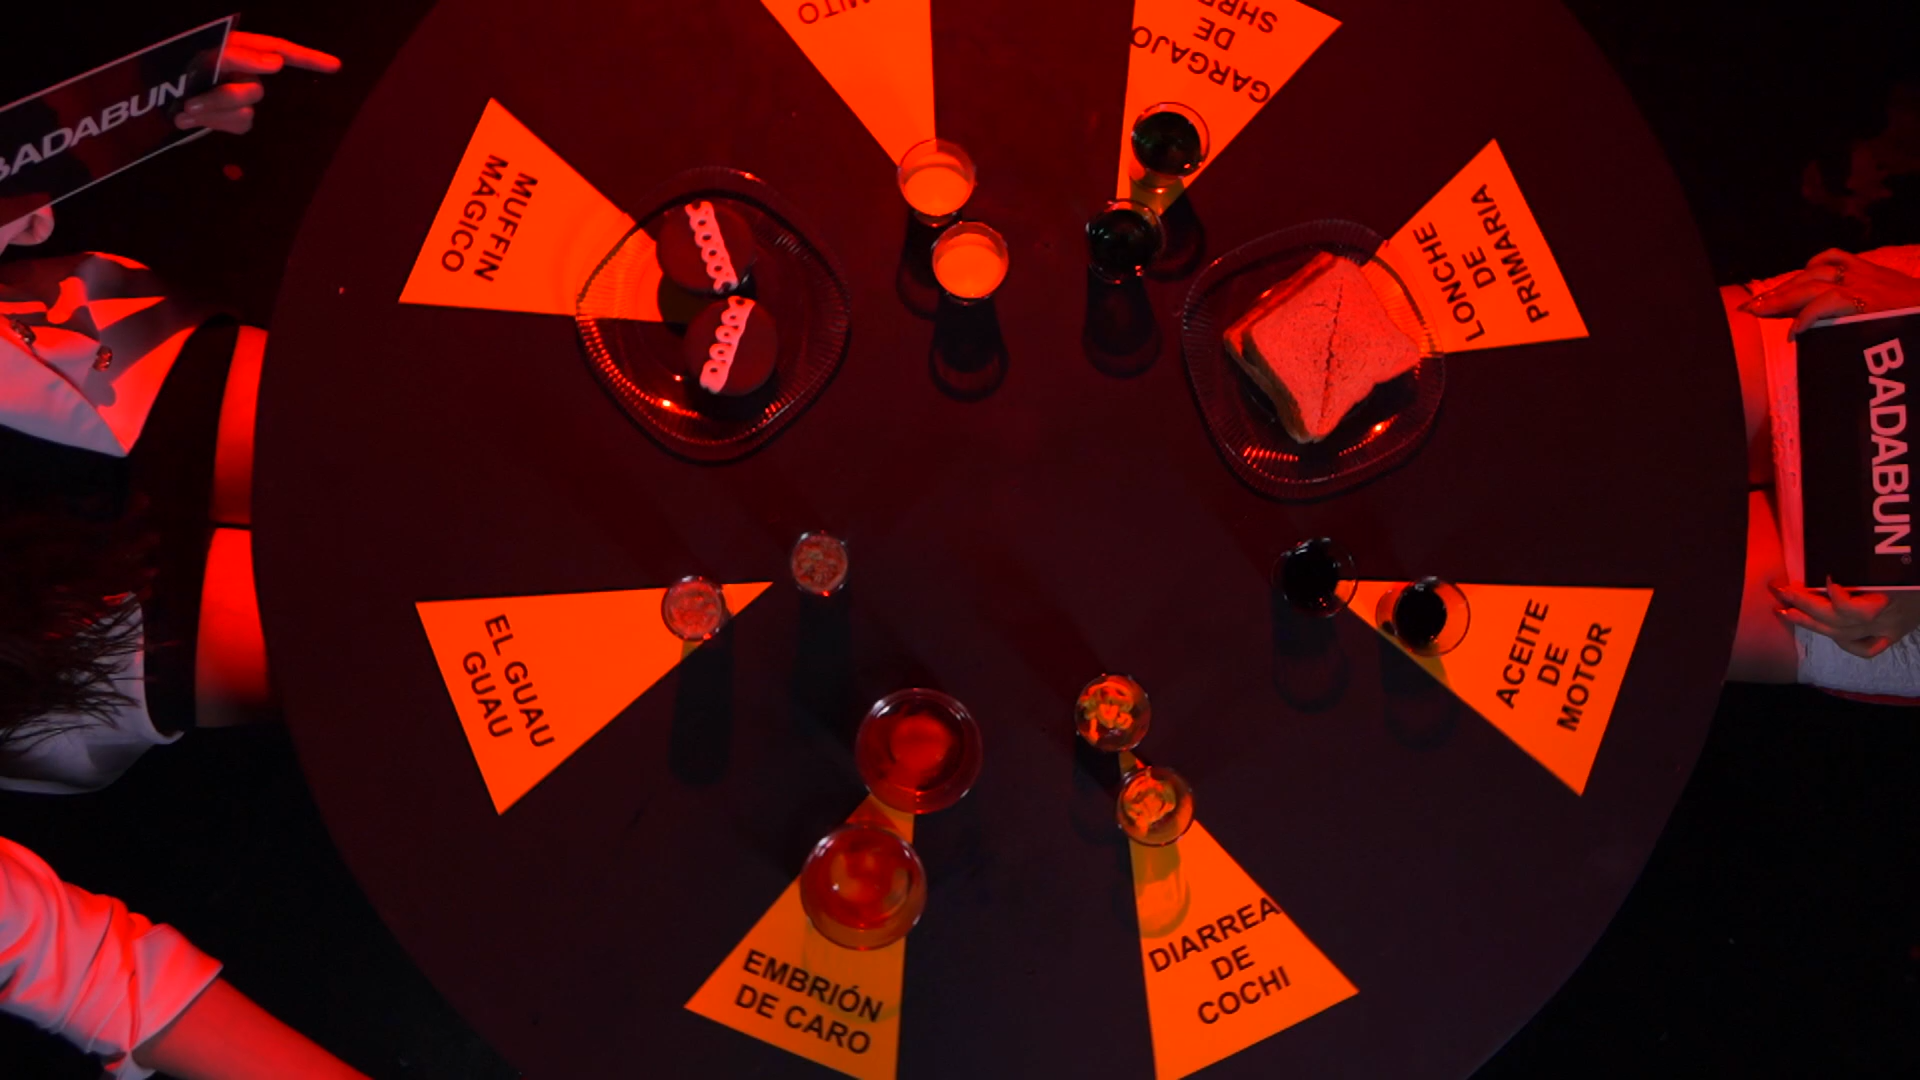 BADABUN
MUFFIN
MÁGICO
GARGAJO
DE
LONCHE
DE
PRIMARIA
BADABUN
EL GUAU
GUAU
ACEITE
DE
MOTOR
EMBRIÓN
DE CARO
DIARREA
DE
COCHI